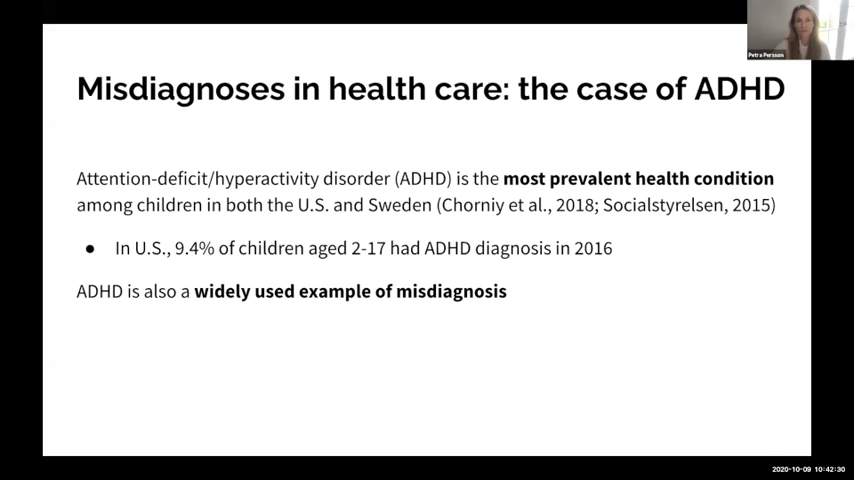 Petra Persson
Misdiagnoses in health care: the case of ADHD
Attention-deficit/hyperactivity disorder (ADHD) is the most prevalent health condition
among children in both the U.S. and Sweden (Chorniy et al., 2018; Socialstyrelsen, 2015)
● In U.S., 9.4% of children aged 2-17 had ADHD diagnosis in 2016
ADHD is also a widely used example of misdiagnosis
2020-10-09 10:42:30